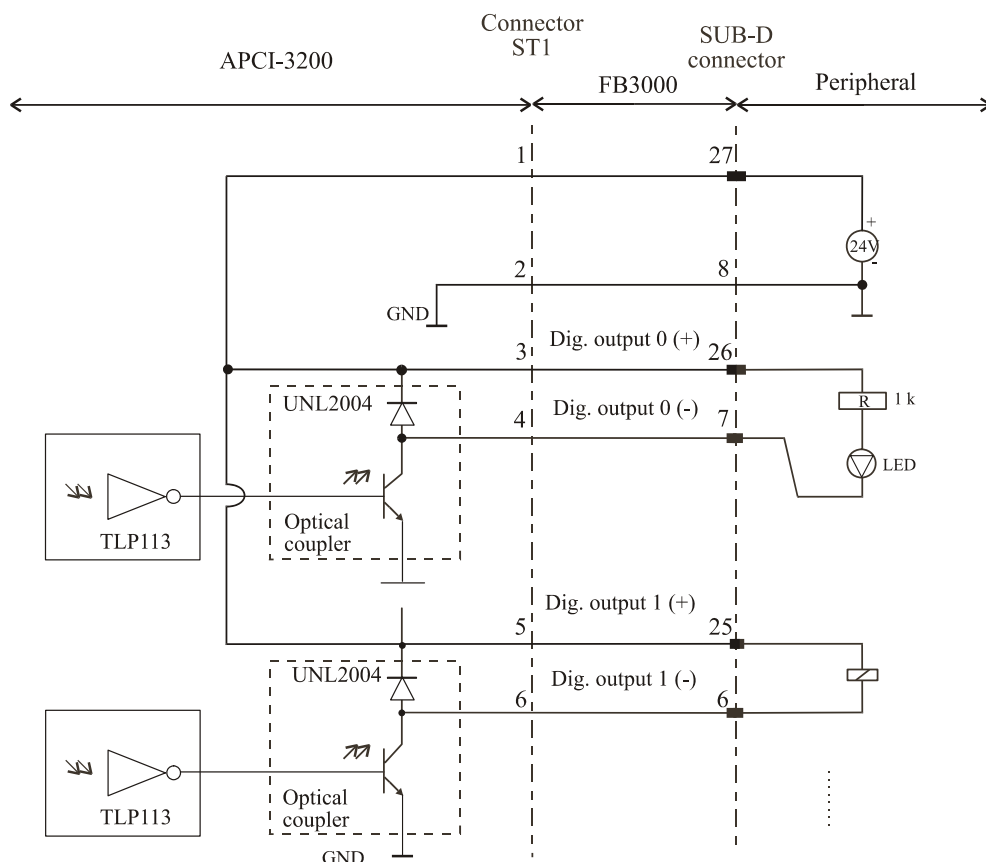 Connector
ST1
SUB-D
connector
APCI-3200
FB3000
Peripheral
1
27
+
24V
-
2
8
GND
Dig. output 0 (+)
3
26
UNL2004
Dig. output 0 (-)
4
7
R
1 k
LED
TLP113
Optical
coupler
Dig. output 1 (+)
5
25
UNL2004
Dig. output 1 (-)
6
6
TLP113
Optical
coupler
GND